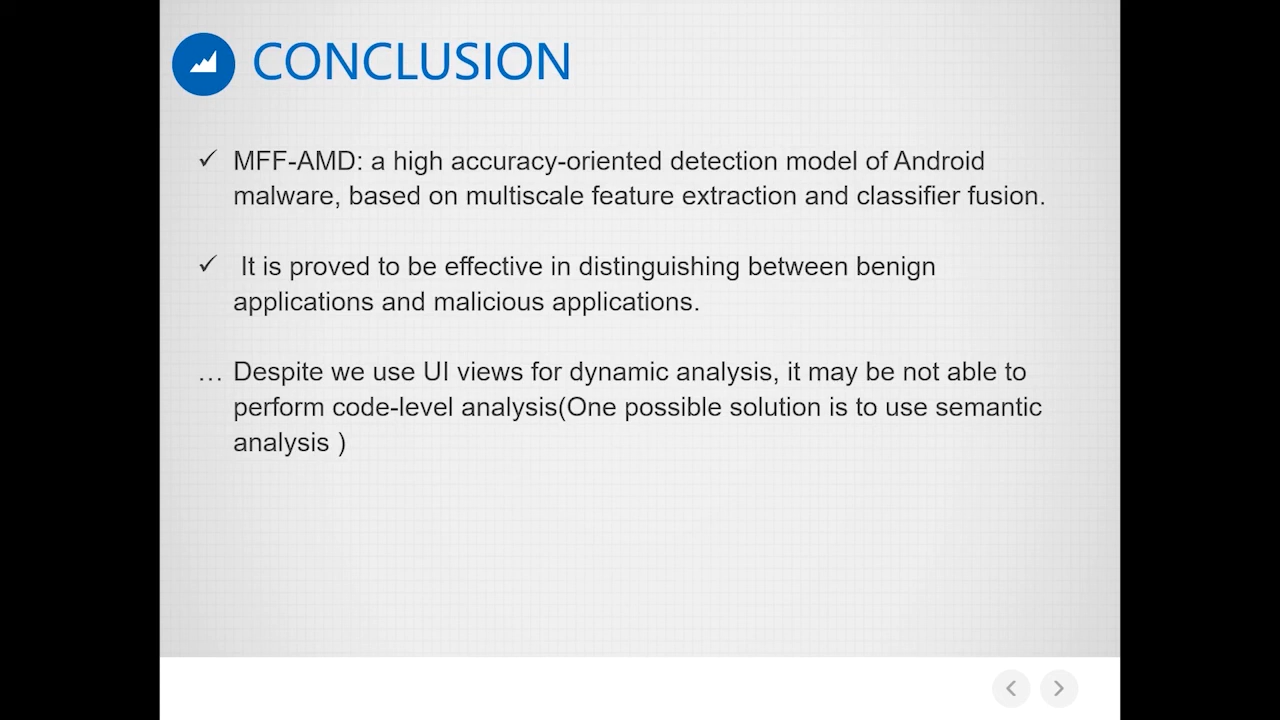 CONCLUSION
✓ MFF-AMD: a high accuracy-oriented detection model of Android
malware, based on multiscale feature extraction and classifier fusion.
✓ It is proved to be effective in distinguishing between benign
applications and malicious applications.
… Despite we use UI views for dynamic analysis, it may be not able to
perform code-level analysis(One possible solution is to use semantic
analysis )